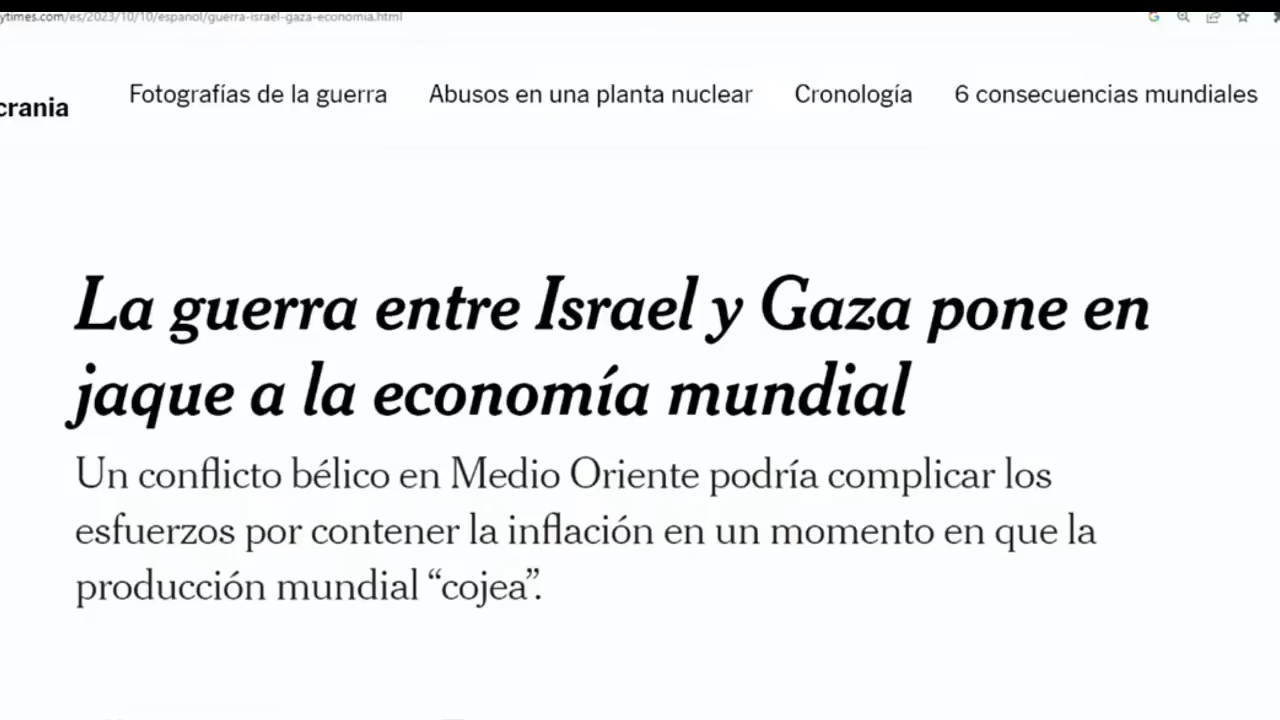 ytimes.com/es/2023/10/10/espanol/guerra-israel-gaza-economia.html
crania
Fotografías de la guerra
Abusos en una planta nuclear
Cronología
6 consecuencias mundiales
La guerra entre Israel y Gaza pone en
jaque a la economía mundial
Un conflicto bélico en Medio Oriente podría complicar los
esfuerzos por contener la inflación en un momento en que la
producción mundial “cojea”.